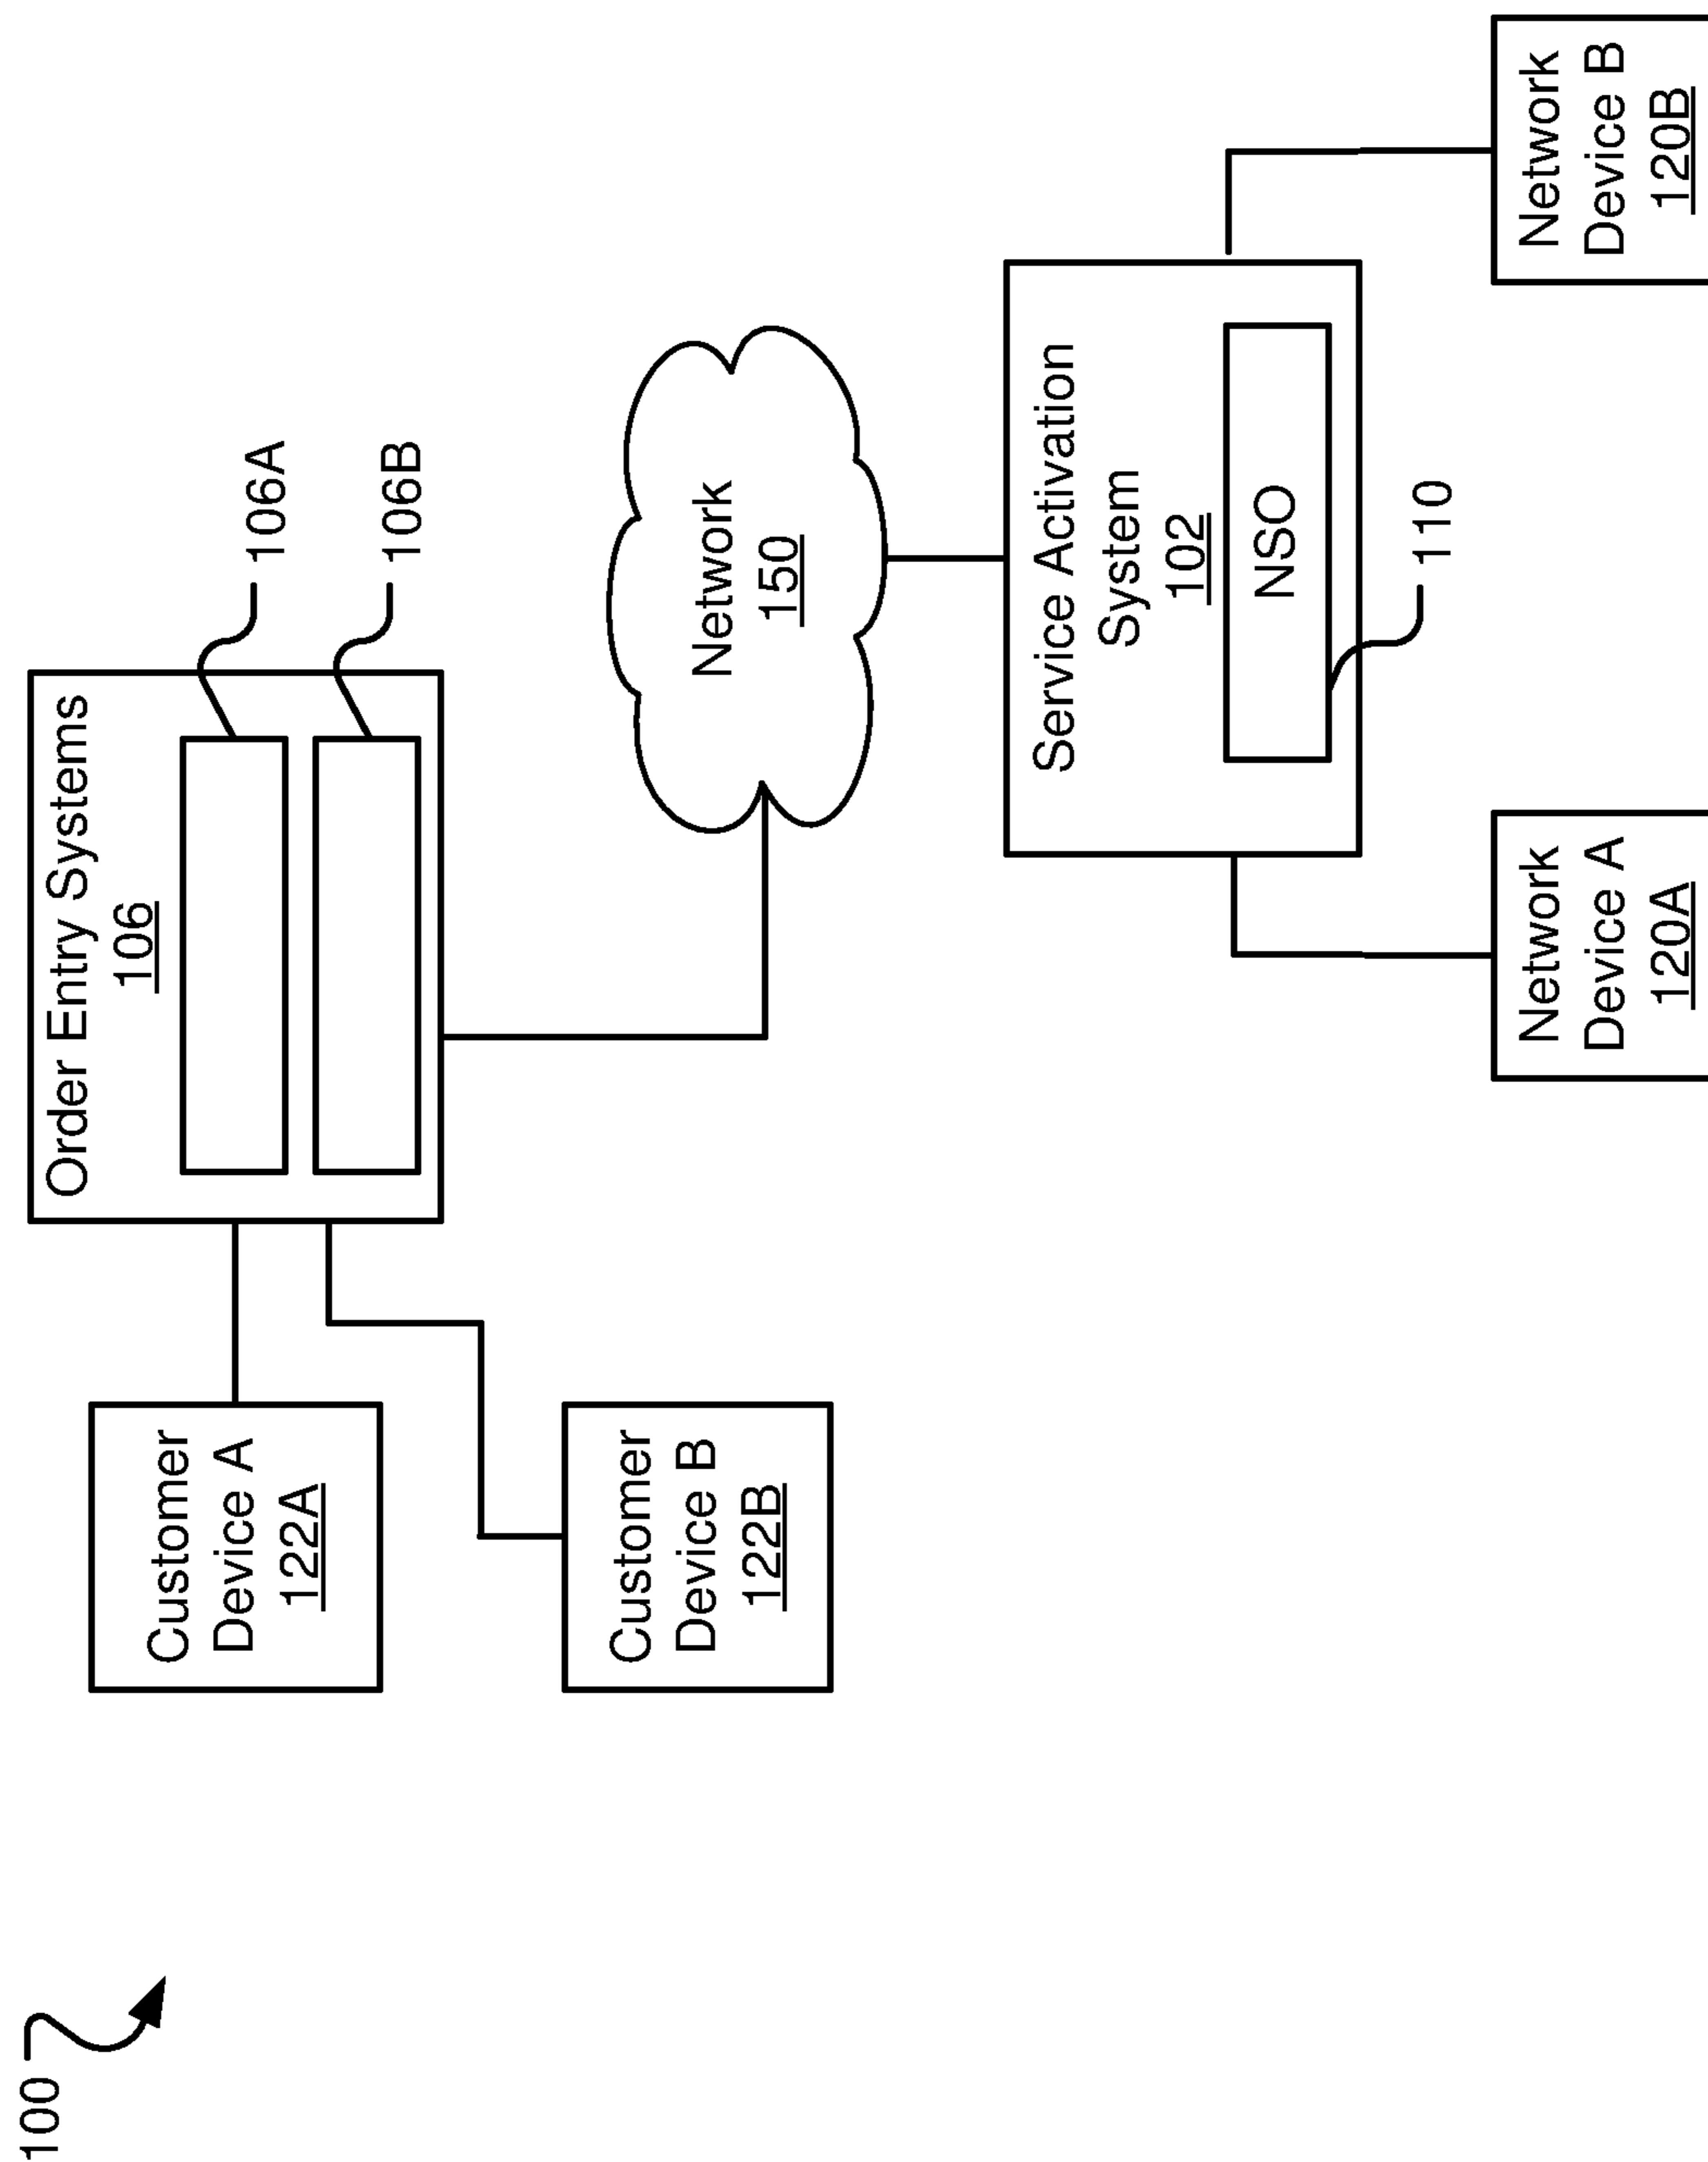 100
Customer
Device A
122A
Customer
Device B
122B
Order Entry Systems
106
106A
106B
Network
150
Service Activation
System
102
NSO
110
Network
Device A
120A
Network
Device B
120B